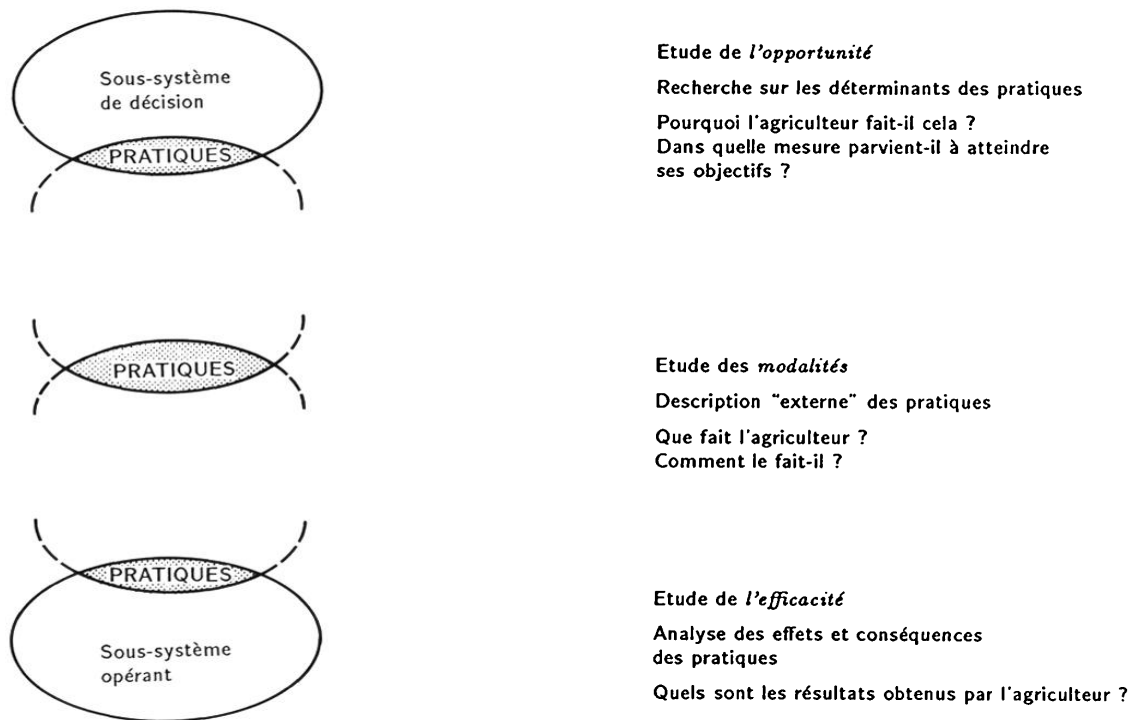 Sous-système
de décision
PRATIQUES
Etude de l'opportunité
Recherche sur les déterminants des pratiques
Pourquoi l'agriculteur fait-il cela ?
Dans quelle mesure parvient-il à atteindre
ses objectifs ?
PRATIQUES
Etude des modalités
Description "externe" des pratiques
Que fait l'agriculteur ?
Comment le fait-il ?
PRATIQUES
Sous-système
opérant
Etude de l'efficacité
Analyse des effets et conséquences
des pratiques
Quels sont les résultats obtenus par l'agriculteur ?